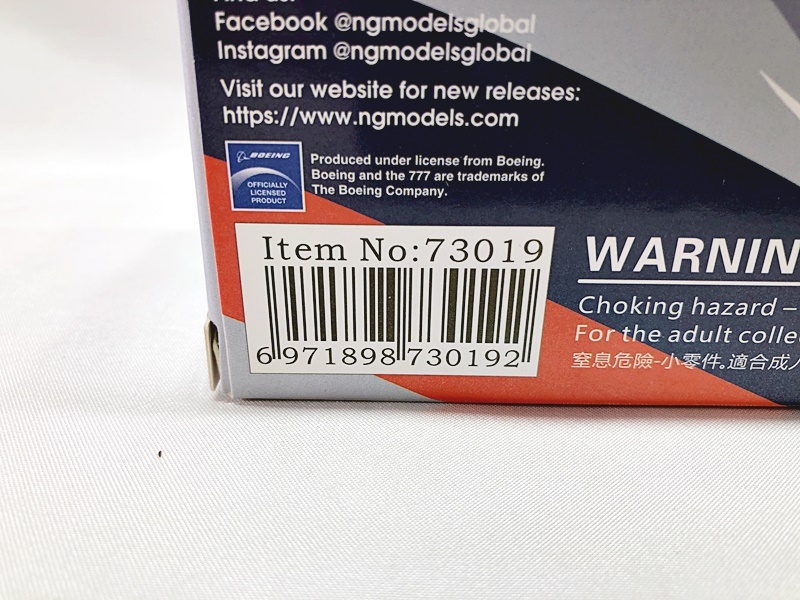 Facebook @ngmodelsglobal
Instagram @ngmodelsglobal
Visit our website for new releases:
https://www.ngmodels.com
BOEING
OFFICIALLY
LICENSED
PRODUCT
Produced under license from Boeing.
Boeing and the 777 are trademarks of
The Boeing Company.
Item No:73019
6 971898 730192
WARNIN
Choking hazard –
For the adult colle
窒息危險-小零件。適合成人